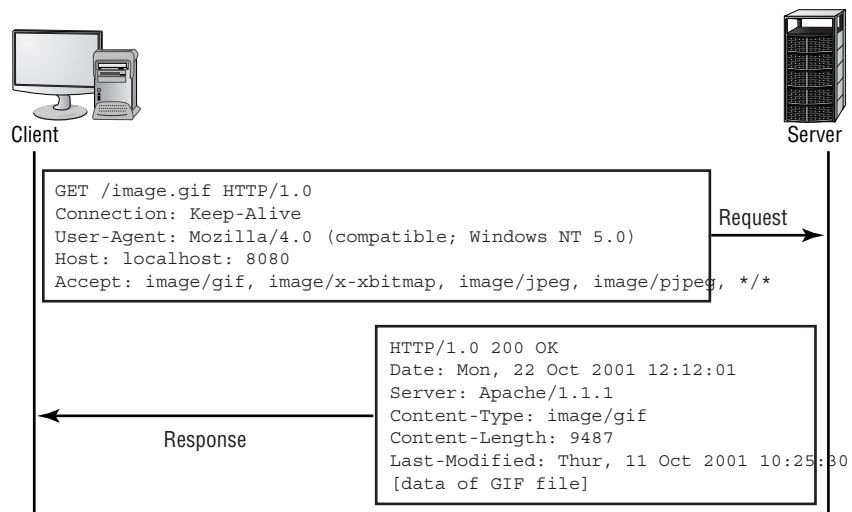 Client
Server
GET /image.gif HTTP/1.0
Connection: Keep-Alive
User-Agent: Mozilla/4.0 (compatible; Windows NT 5.0)
Host: localhost: 8080
Accept: image/gif, image/x-xbitmap, image/jpeg, image/pjpeg, */*
Request
HTTP/1.0 200 OK
Date: Mon, 22 Oct 2001 12:12:01
Server: Apache/1.1.1
Content-Type: image/gif
Content-Length: 9487
Last-Modified: Thur, 11 Oct 2001 10:25:30
[data of GIF file]
Response